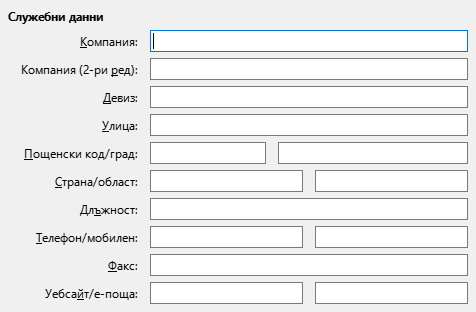 Служебни данни
Компания:
Компания (2-ри ред):
Девиз:
Улица:
Пощенски код/град:
Страна/област:
Длъжност:
Телефон/мобилен:
Факс:
Уебсайт/е-поща: